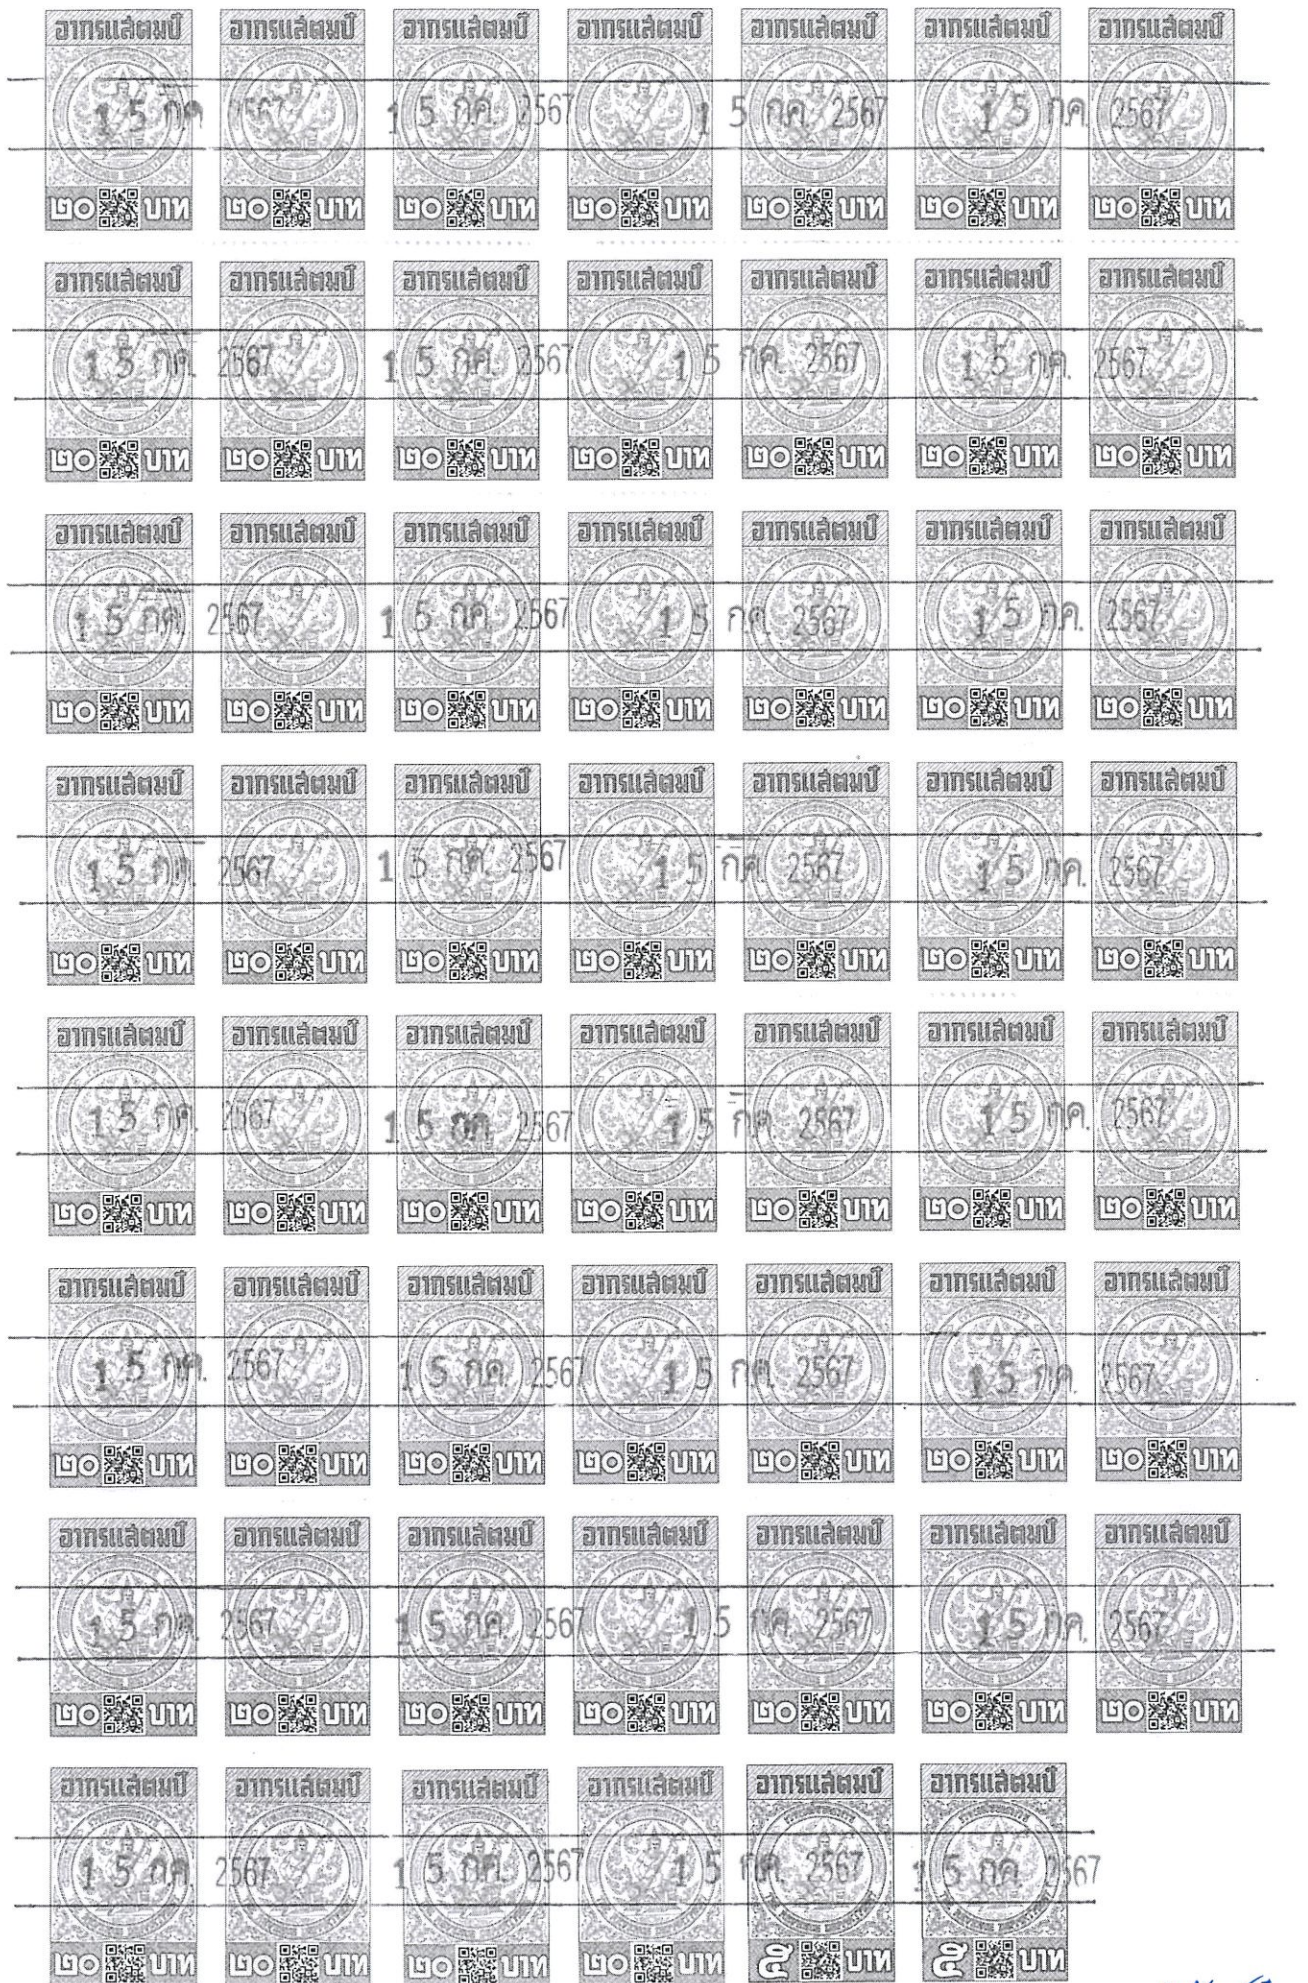 อากรแสตมป์ อากรแสตมป์ อากรแสตมป์ อากรแสตมป์ อากรแสตมป์ อากรแสตมป์ อากรแสตมป์
15 ก.ค. 2567 15 ก.ค. 2567 15 ก.ค. 2567 15 ก.ค. 2567
๒๐ บาท ๒๐ บาท ๒๐ บาท ๒๐ บาท ๒๐ บาท ๒๐ บาท ๒๐ บาท
อากรแสตมป์ อากรแสตมป์ อากรแสตมป์ อากรแสตมป์ อากรแสตมป์ อากรแสตมป์ อากรแสตมป์
15 ก.ค. 2567 15 ก.ค. 2567 15 ก.ค. 2567 15 ก.ค. 2567
๒๐ บาท ๒๐ บาท ๒๐ บาท ๒๐ บาท ๒๐ บาท ๒๐ บาท ๒๐ บาท
อากรแสตมป์ อากรแสตมป์ อากรแสตมป์ อากรแสตมป์ อากรแสตมป์ อากรแสตมป์ อากรแสตมป์
15 ก.ค. 2567 15 ก.ค. 2567 15 ก.ค. 2567 15 ก.ค. 2567
๒๐ บาท ๒๐ บาท ๒๐ บาท ๒๐ บาท ๒๐ บาท ๒๐ บาท ๒๐ บาท
อากรแสตมป์ อากรแสตมป์ อากรแสตมป์ อากรแสตมป์ อากรแสตมป์ อากรแสตมป์ อากรแสตมป์
15 ก.ค. 2567 15 ก.ค. 2567 15 ก.ค. 2567 15 ก.ค. 2567
๒๐ บาท ๒๐ บาท ๒๐ บาท ๒๐ บาท ๒๐ บาท ๒๐ บาท ๒๐ บาท
อากรแสตมป์ อากรแสตมป์ อากรแสตมป์ อากรแสตมป์ อากรแสตมป์ อากรแสตมป์ อากรแสตมป์
15 ก.ค. 2567 15 ก.ค. 2567 15 ก.ค. 2567 15 ก.ค. 2567
๒๐ บาท ๒๐ บาท ๒๐ บาท ๒๐ บาท ๒๐ บาท ๒๐ บาท ๒๐ บาท
อากรแสตมป์ อากรแสตมป์ อากรแสตมป์ อากรแสตมป์ อากรแสตมป์ อากรแสตมป์ อากรแสตมป์
15 ก.ค. 2567 15 ก.ค. 2567 15 ก.ค. 2567 15 ก.ค. 2567
๒๐ บาท ๒๐ บาท ๒๐ บาท ๒๐ บาท ๒๐ บาท ๒๐ บาท ๒๐ บาท
อากรแสตมป์ อากรแสตมป์ อากรแสตมป์ อากรแสตมป์ อากรแสตมป์ อากรแสตมป์ อากรแสตมป์
15 ก.ค. 2567 15 ก.ค. 2567 15 ก.ค. 2567 15 ก.ค. 2567
๒๐ บาท ๒๐ บาท ๒๐ บาท ๒๐ บาท ๒๐ บาท ๒๐ บาท ๒๐ บาท
อากรแสตมป์ อากรแสตมป์ อากรแสตมป์ อากรแสตมป์ อากรแสตมป์ อากรแสตมป์
15 ก.ค. 2567 15 ก.ค. 2567 15 ก.ค. 2567 15 ก.ค. 2567
๒๐ บาท ๒๐ บาท ๒๐ บาท ๒๐ บาท ๕ บาท ๕ บาท